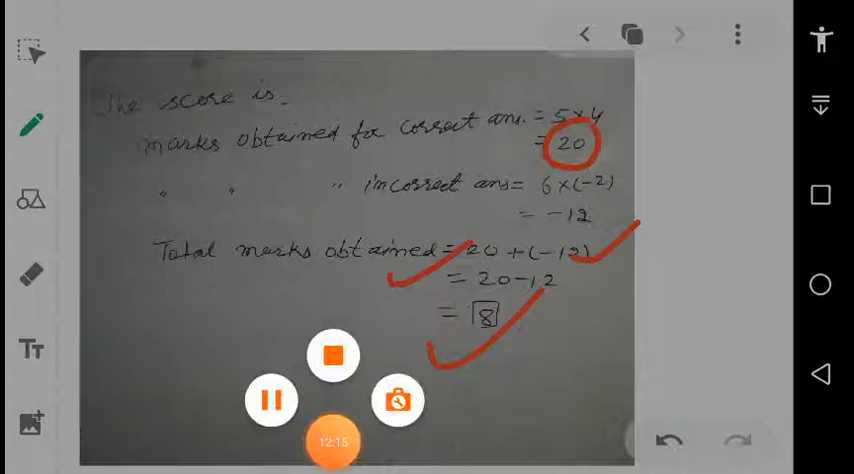 The score is.
marks obtained for correct ans. = 5×4
= 20
" " " incorrect ans = 6×(-2)
= -12
Total marks obtained = 20 +(-12)
= 20-12
= 8
12:15
Tт